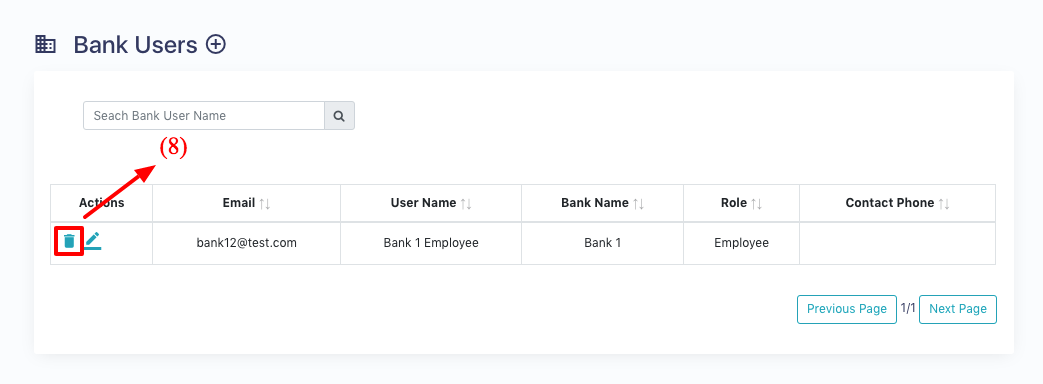 Bank Users
Seach Bank User Name
(8)
Actions Email User Name Bank Name Role Contact Phone
bank12@test.com Bank 1 Employee Bank 1 Employee
Previous Page 1/1 Next Page